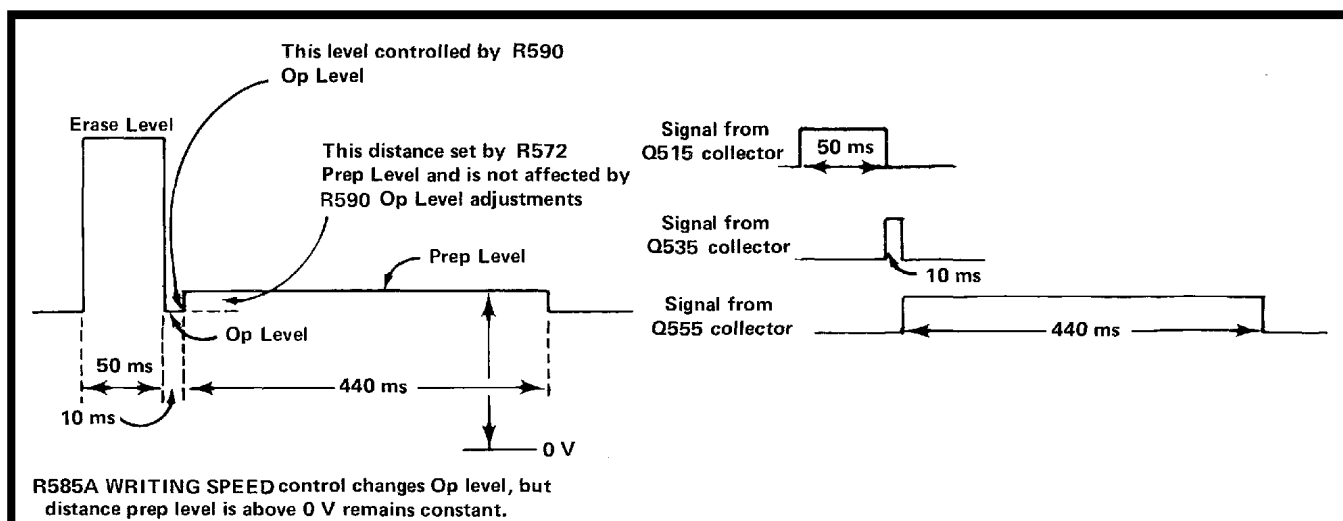 This level controlled by R590
Op Level
Erase Level
This distance set by R572
Prep Level and is not affected by
R590 Op Level adjustments
Prep Level
Op Level
50 ms
440 ms
10 ms
0 V
R585A WRITING SPEED control changes Op level, but
distance prep level is above 0 V remains constant.
Signal from
Q515 collector
50 ms
Signal from
Q535 collector
10 ms
Signal from
Q555 collector
440 ms